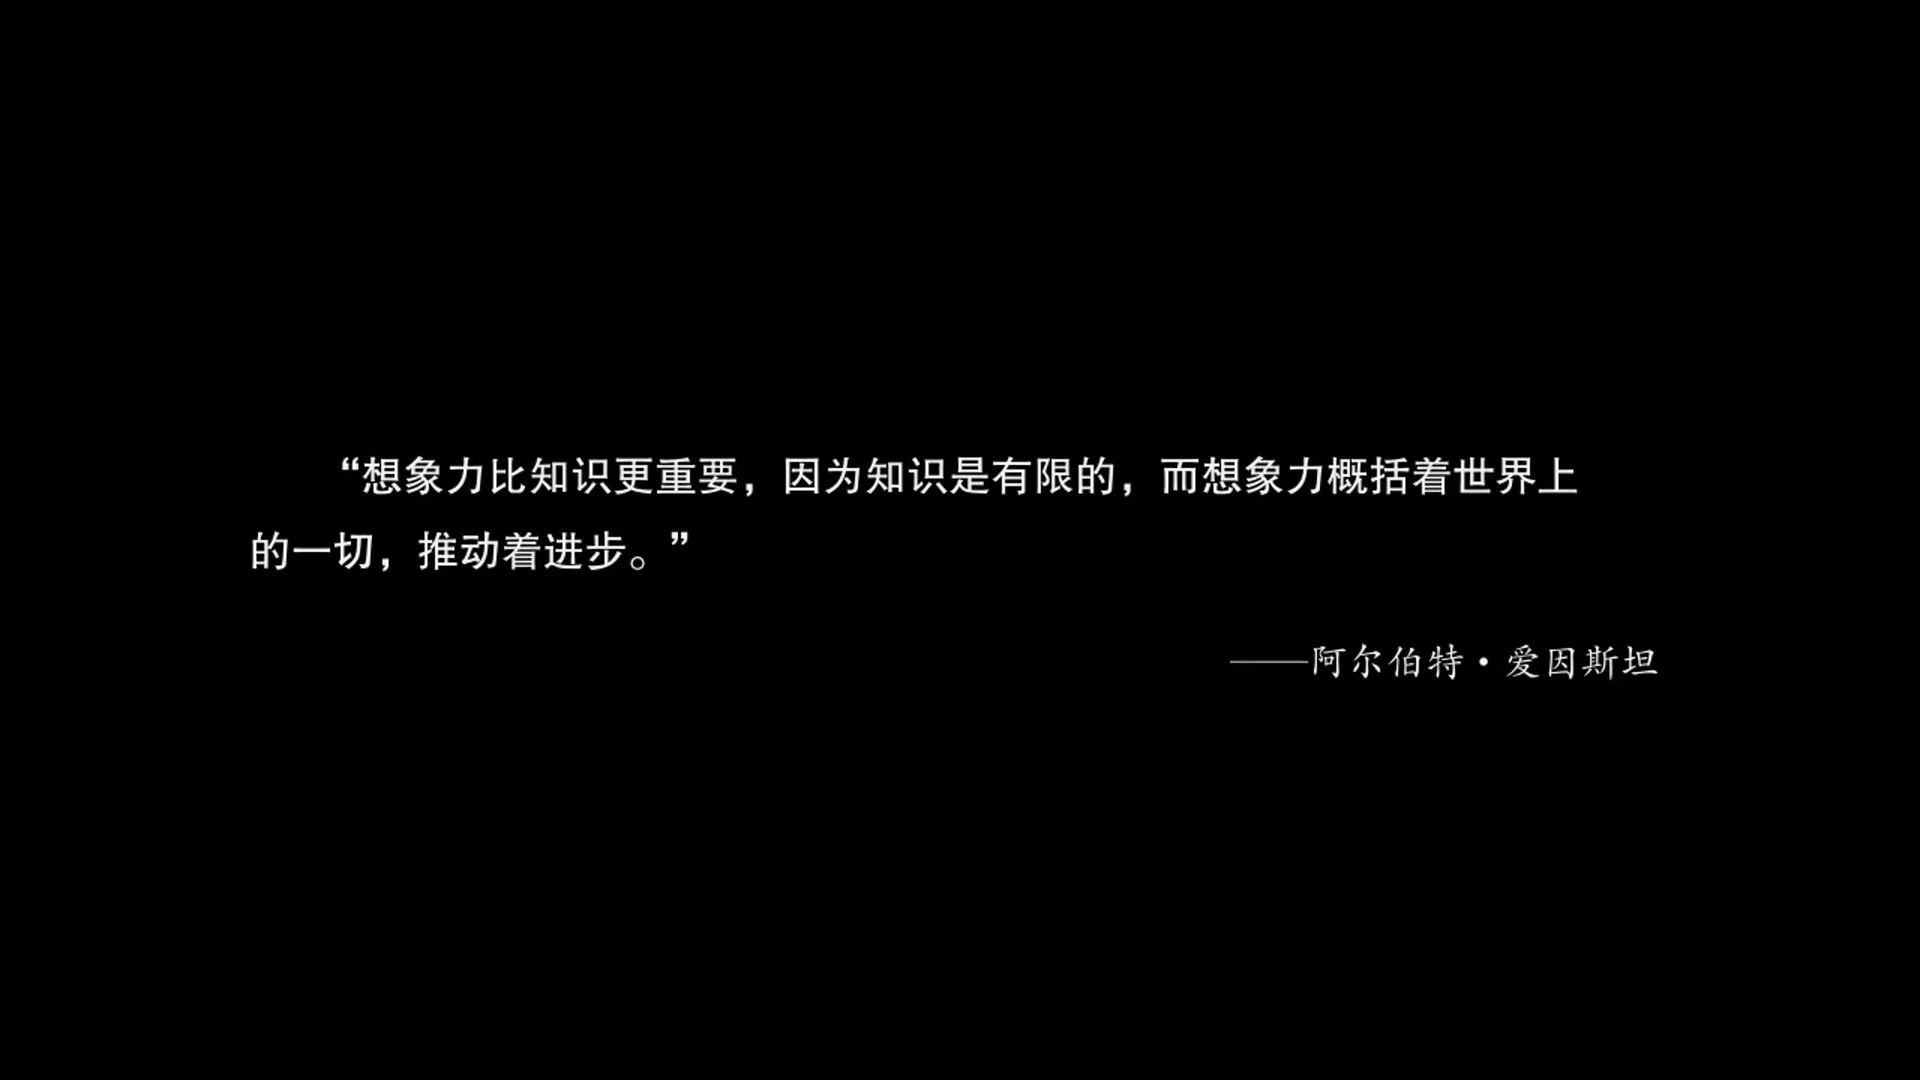 “想象力比知识更重要，因为知识是有限的，而想象力概括着世界上
的一切，推动着进步。”
——阿尔伯特·爱因斯坦